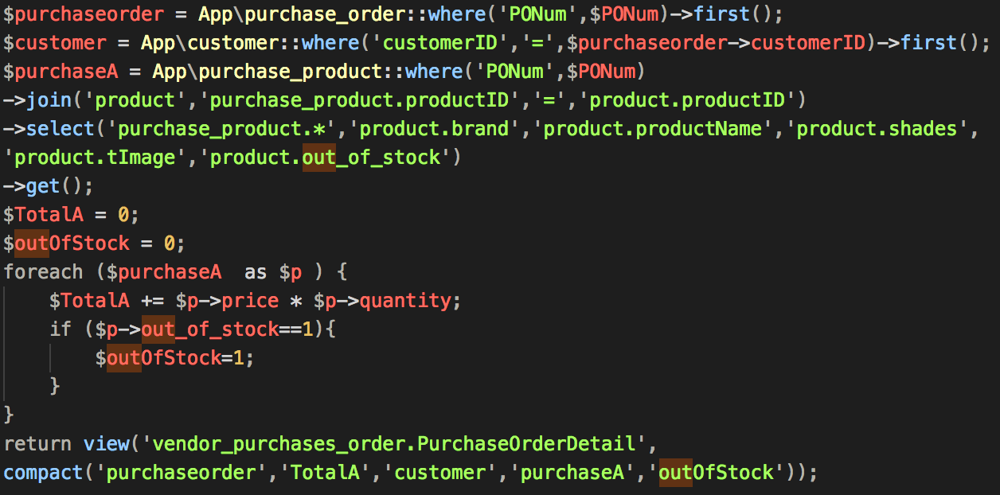 $purchaseorder = App\purchase_order::where('PONum',$PONum)->first();
$customer = App\customer::where('customerID','=',$purchaseorder->customerID)->first();
$purchaseA = App\purchase_product::where('PONum',$PONum)
->join('product','purchase_product.productID','=','product.productID')
->select('purchase_product.*','product.brand','product.productName','product.shades',
'product.tImage','product.out_of_stock')
->get();
$TotalA = 0;
$outOfStock = 0;
foreach ($purchaseA  as $p ) {
    $TotalA += $p->price * $p->quantity;
    if ($p->out_of_stock==1){
        $outOfStock=1;
    }
}
return view('vendor_purchases_order.PurchaseOrderDetail',
compact('purchaseorder','TotalA','customer','purchaseA','outOfStock'));